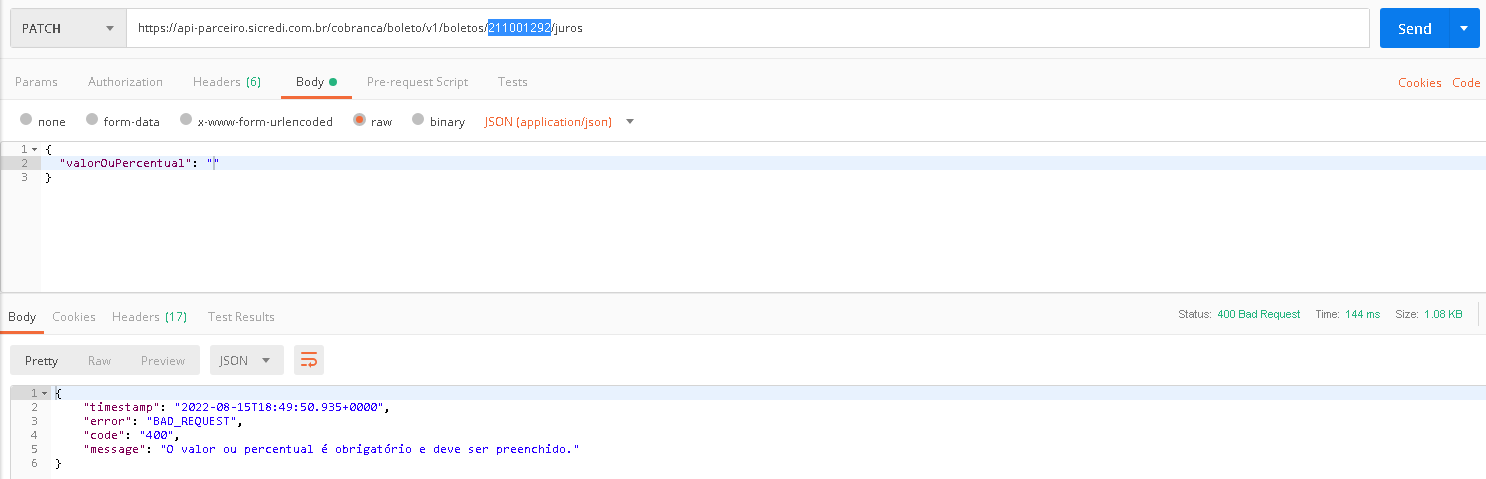 PATCH https://api-parceiro.sicredi.com.br/cobranca/boleto/v1/boletos/211001292/juros Send
Params Authorization Headers (6) Body Pre-request Script Tests Cookies Code
none form-data x-www-form-urlencoded raw binary JSON (application/json)
1 {
2 "valorOuPercentual": ""
3 }
Body Cookies Headers (17) Test Results Status: 400 Bad Request Time: 144 ms Size: 1.08 KB
Pretty Raw Preview JSON
1 {
2 "timestamp": "2022-08-15T18:49:50.935+0000",
3 "error": "BAD_REQUEST",
4 "code": "400",
5 "message": "O valor ou percentual é obrigatório e deve ser preenchido."
6 }